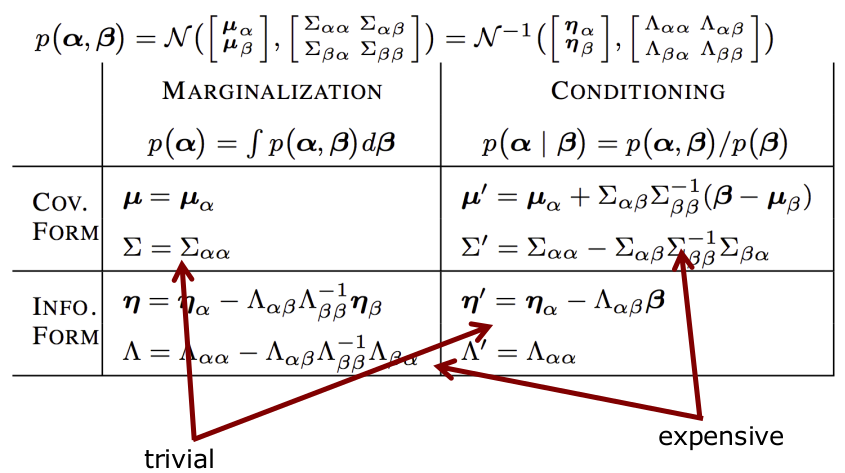 p(α, β) = 𝒩([μ_α μ_β], [Σ_αα Σ_αβ Σ_βα Σ_ββ]) = 𝒩⁻¹([η_α η_β], [Λ_αα Λ_αβ Λ_βα Λ_ββ])
MARGINALIZATION
CONDITIONING
p(α) = ∫ p(α, β)dβ
p(α | β) = p(α, β)/p(β)
COV.
FORM
μ = μ_α
μ′ = μ_α + Σ_αβ Σ_ββ⁻¹(β − μ_β)
Σ = Σ_αα
Σ′ = Σ_αα − Σ_αβ Σ_ββ⁻¹ Σ_βα
INFO.
FORM
η = η_α − Λ_αβ Λ_ββ⁻¹ η_β
η′ = η_α − Λ_αβ β
Λ = Λ_αα − Λ_αβ Λ_ββ⁻¹ Λ_βα
Λ′ = Λ_αα
trivial
expensive